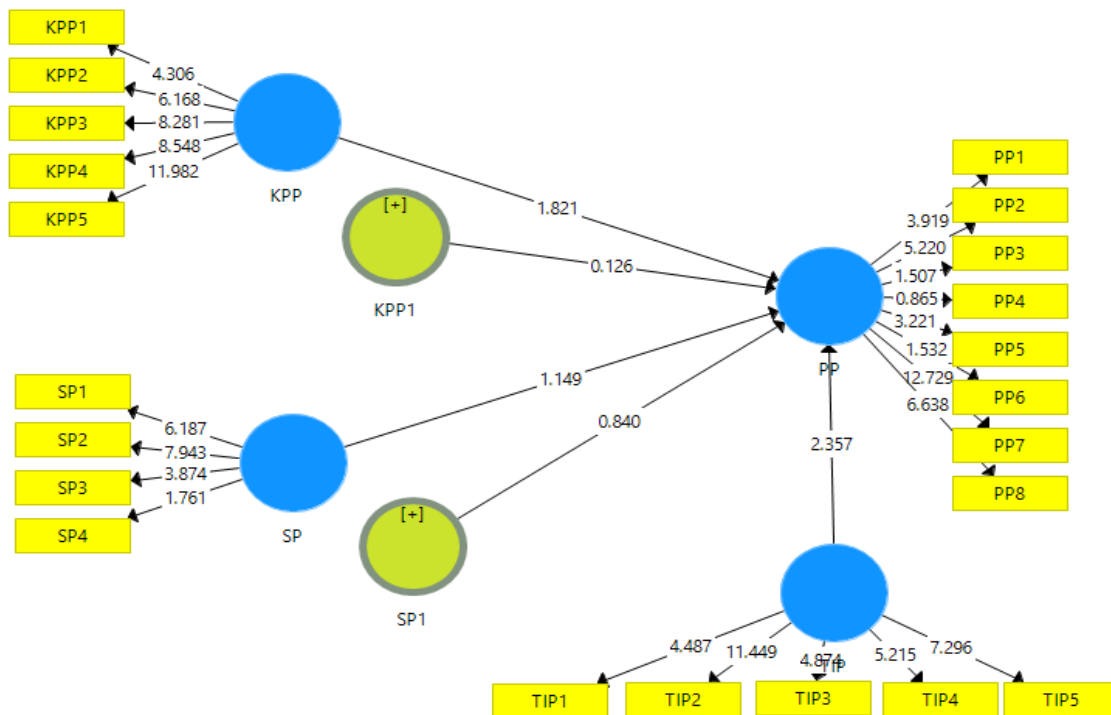 KPP1
KPP2
KPP3
KPP4
KPP5
4.306
6.168
8.281
8.548
11.982
KPP
[+]
KPP1
1.821
0.126
PP1
PP2
PP3
PP4
PP5
PP6
PP7
PP8
3.919
5.220
1.507
0.865
3.221
1.532
12.729
6.638
PP
SP1
SP2
SP3
SP4
6.187
7.943
3.874
1.761
SP
[+]
SP1
1.149
0.840
2.357
TIP
4.487
11.449
4.874
5.215
7.296
TIP1
TIP2
TIP3
TIP4
TIP5